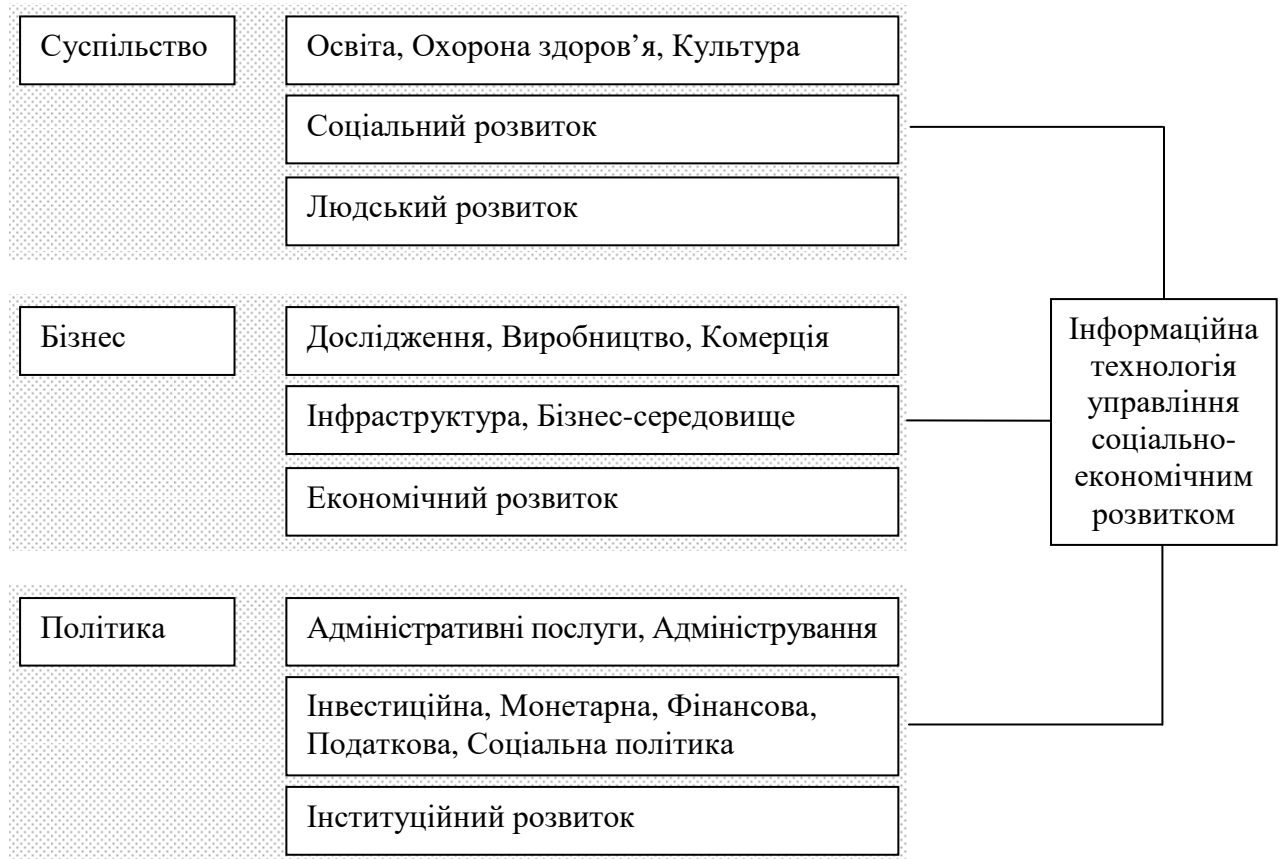 Суспільство
Освіта, Охорона здоров’я, Культура
Соціальний розвиток
Людський розвиток
Бізнес
Дослідження, Виробництво, Комерція
Інфраструктура, Бізнес-середовище
Економічний розвиток
Політика
Адміністративні послуги, Адміністрування
Інвестиційна, Монетарна, Фінансова,
Податкова, Соціальна політика
Інституційний розвиток
Інформаційна
технологія
управління
соціально-
економічним
розвитком